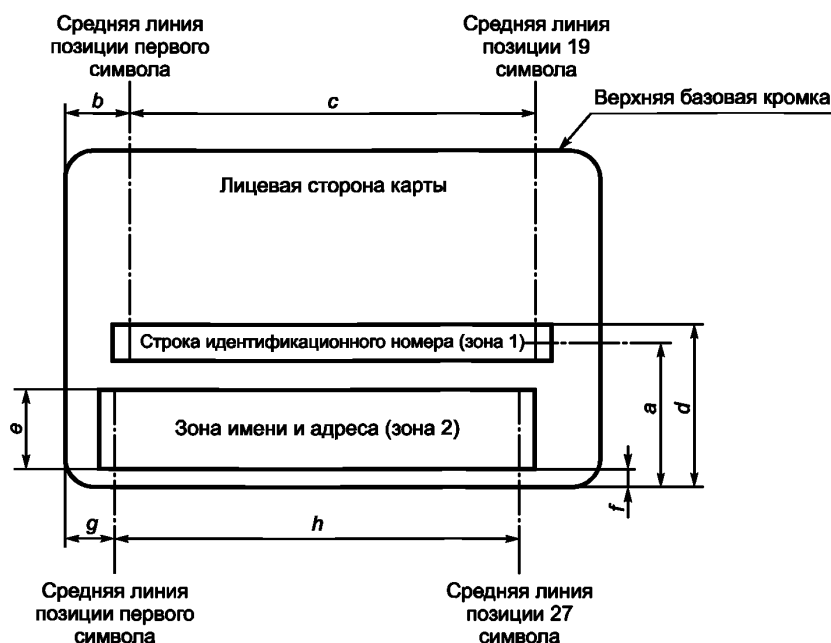 Средняя линия
позиции первого
символа
Средняя линия
позиции 19
символа
b
c
Верхняя базовая кромка
Лицевая сторона карты
Строка идентификационного номера (зона 1)
a
d
e
Зона имени и адреса (зона 2)
f
g
h
Средняя линия
позиции первого
символа
Средняя линия
позиции 27
символа